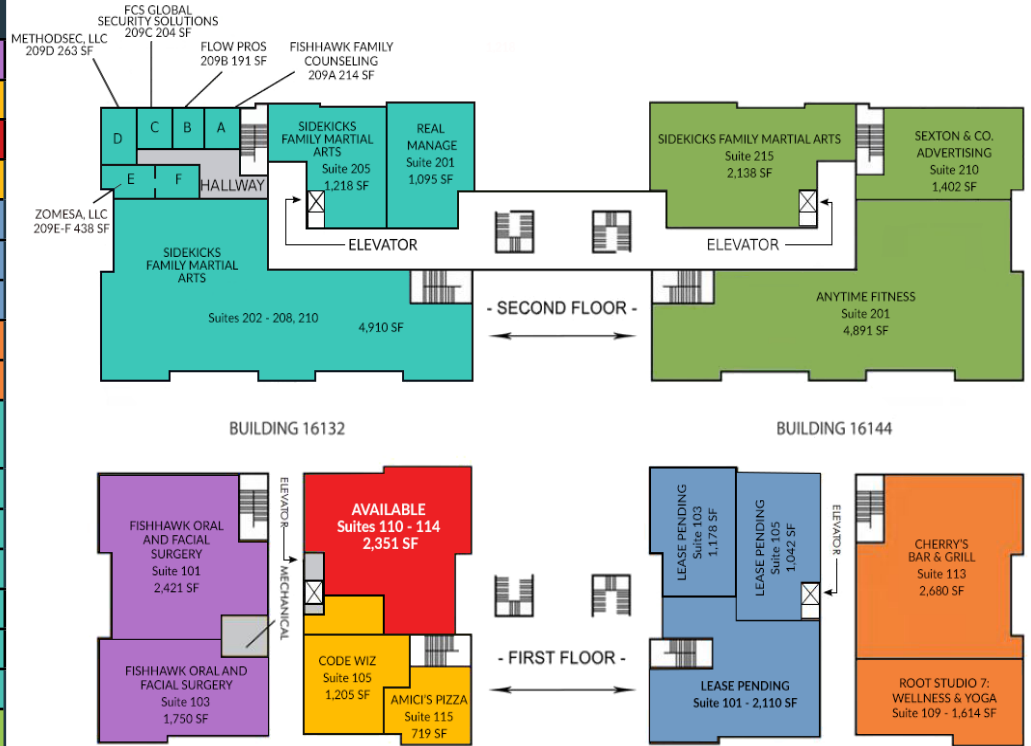 FCS GLOBAL
SECURITY SOLUTIONS
209C 204 SF
METHODSEC, LLC
209D 263 SF
FLOW PROS
209B 191 SF
FISHHAWK FAMILY
COUNSELING
209A 214 SF
D
C
B
A
E
F
HALLWAY
ZOMESA, LLC
209E-F 438 SF
SIDEKICKS
FAMILY MARTIAL
ARTS
Suite 205
1,218 SF
REAL
MANAGE
Suite 201
1,095 SF
ELEVATOR
SIDEKICKS
FAMILY MARTIAL
ARTS
Suites 202 - 208, 210
4,910 SF
- SECOND FLOOR -
SIDEKICKS FAMILY MARTIAL ARTS
Suite 215
2,138 SF
SEXTON & CO.
ADVERTISING
Suite 210
1,402 SF
ELEVATOR
ANYTIME FITNESS
Suite 201
4,891 SF
BUILDING 16132
BUILDING 16144
FISHHAWK ORAL
AND FACIAL
SURGERY
Suite 101
2,421 SF
ELEVATOR
MECHANICAL
FISHHAWK ORAL AND
FACIAL SURGERY
Suite 103
1,750 SF
AVAILABLE
Suites 110 - 114
2,351 SF
CODE WIZ
Suite 105
1,205 SF
AMICI'S PIZZA
Suite 115
719 SF
- FIRST FLOOR -
LEASE PENDING
Suite 103
1,178 SF
LEASE PENDING
Suite 105
1,042 SF
ELEVATOR
LEASE PENDING
Suite 101 - 2,110 SF
CHERRY'S
BAR & GRILL
Suite 113
2,680 SF
ROOT STUDIO 7:
WELLNESS & YOGA
Suite 109 - 1,614 SF